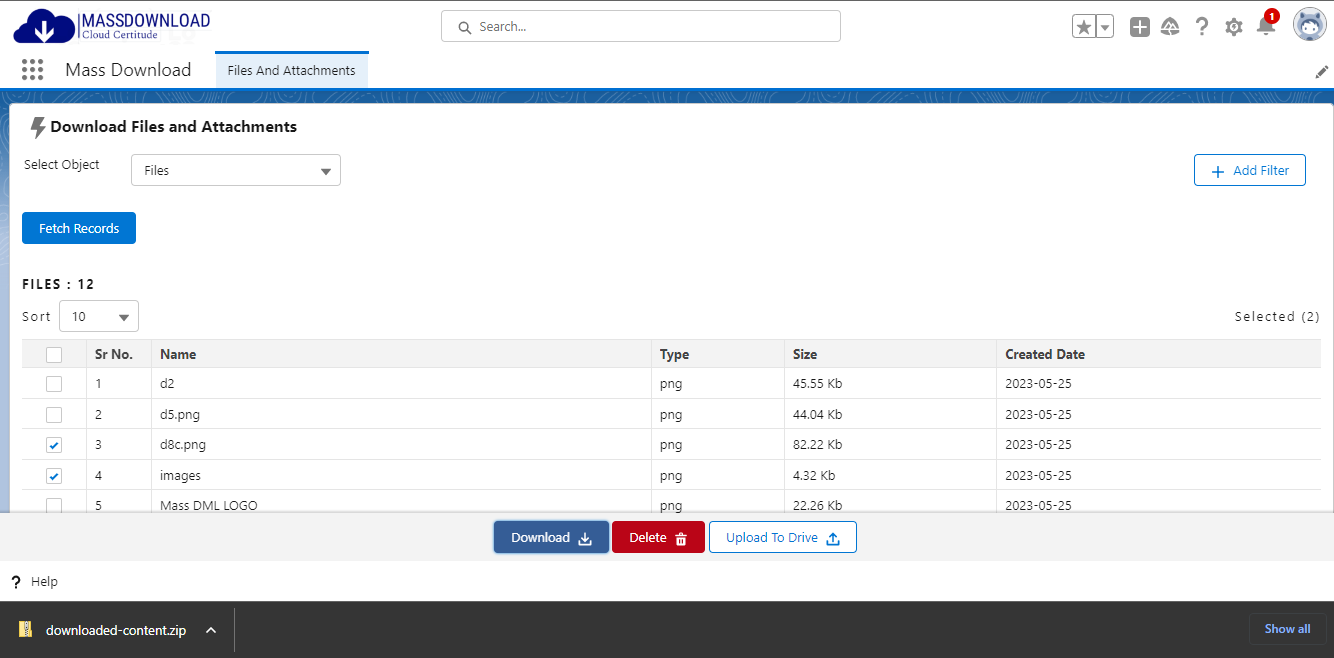 MASSDOWNLOAD
Cloud Certitude
Search...
1
Mass Download
Files And Attachments
Download Files and Attachments
Select Object
Files
Add Filter
Fetch Records
FILES : 12
Sort 10
Selected (2)
Sr No. Name Type Size Created Date
1 d2 png 45.55 Kb 2023-05-25
2 d5.png png 44.04 Kb 2023-05-25
3 d8c.png png 82.22 Kb 2023-05-25
4 images png 4.32 Kb 2023-05-25
5 Mass DML LOGO png 22.26 Kb 2023-05-25
Download Delete Upload To Drive
? Help
downloaded-content.zip
Show all